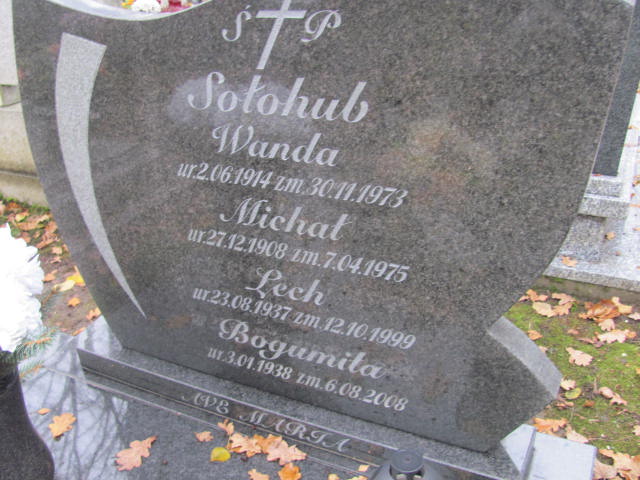 Ś P
Sołohub
Wanda
ur.2.06.1914 zm.30.11.1973
Michał
ur.27.12.1908 zm.7.04.1975
Lech
ur.23.08.1937 zm.12.10.1999
Bogumiła
ur.3.01.1938 zm.6.08.2008
AVE MARIA